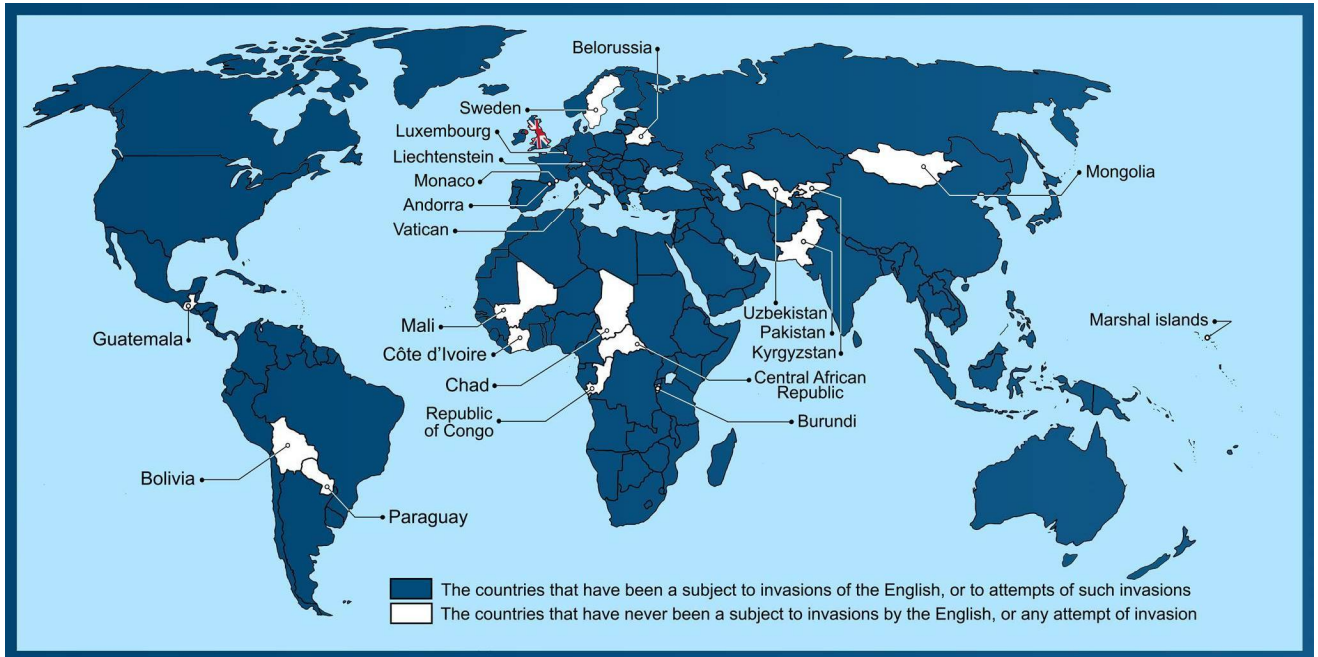 Belorussia
Sweden
Luxembourg
Liechtenstein
Monaco
Andorra
Vatican
Mongolia
Guatemala
Mali
Côte d'Ivoire
Chad
Republic
of Congo
Uzbekistan
Pakistan
Kyrgyzstan
Central African
Republic
Burundi
Marshal islands
Bolivia
Paraguay
The countries that have been a subject to invasions of the English, or to attempts of such invasions
The countries that have never been a subject to invasions by the English, or any attempt of invasion